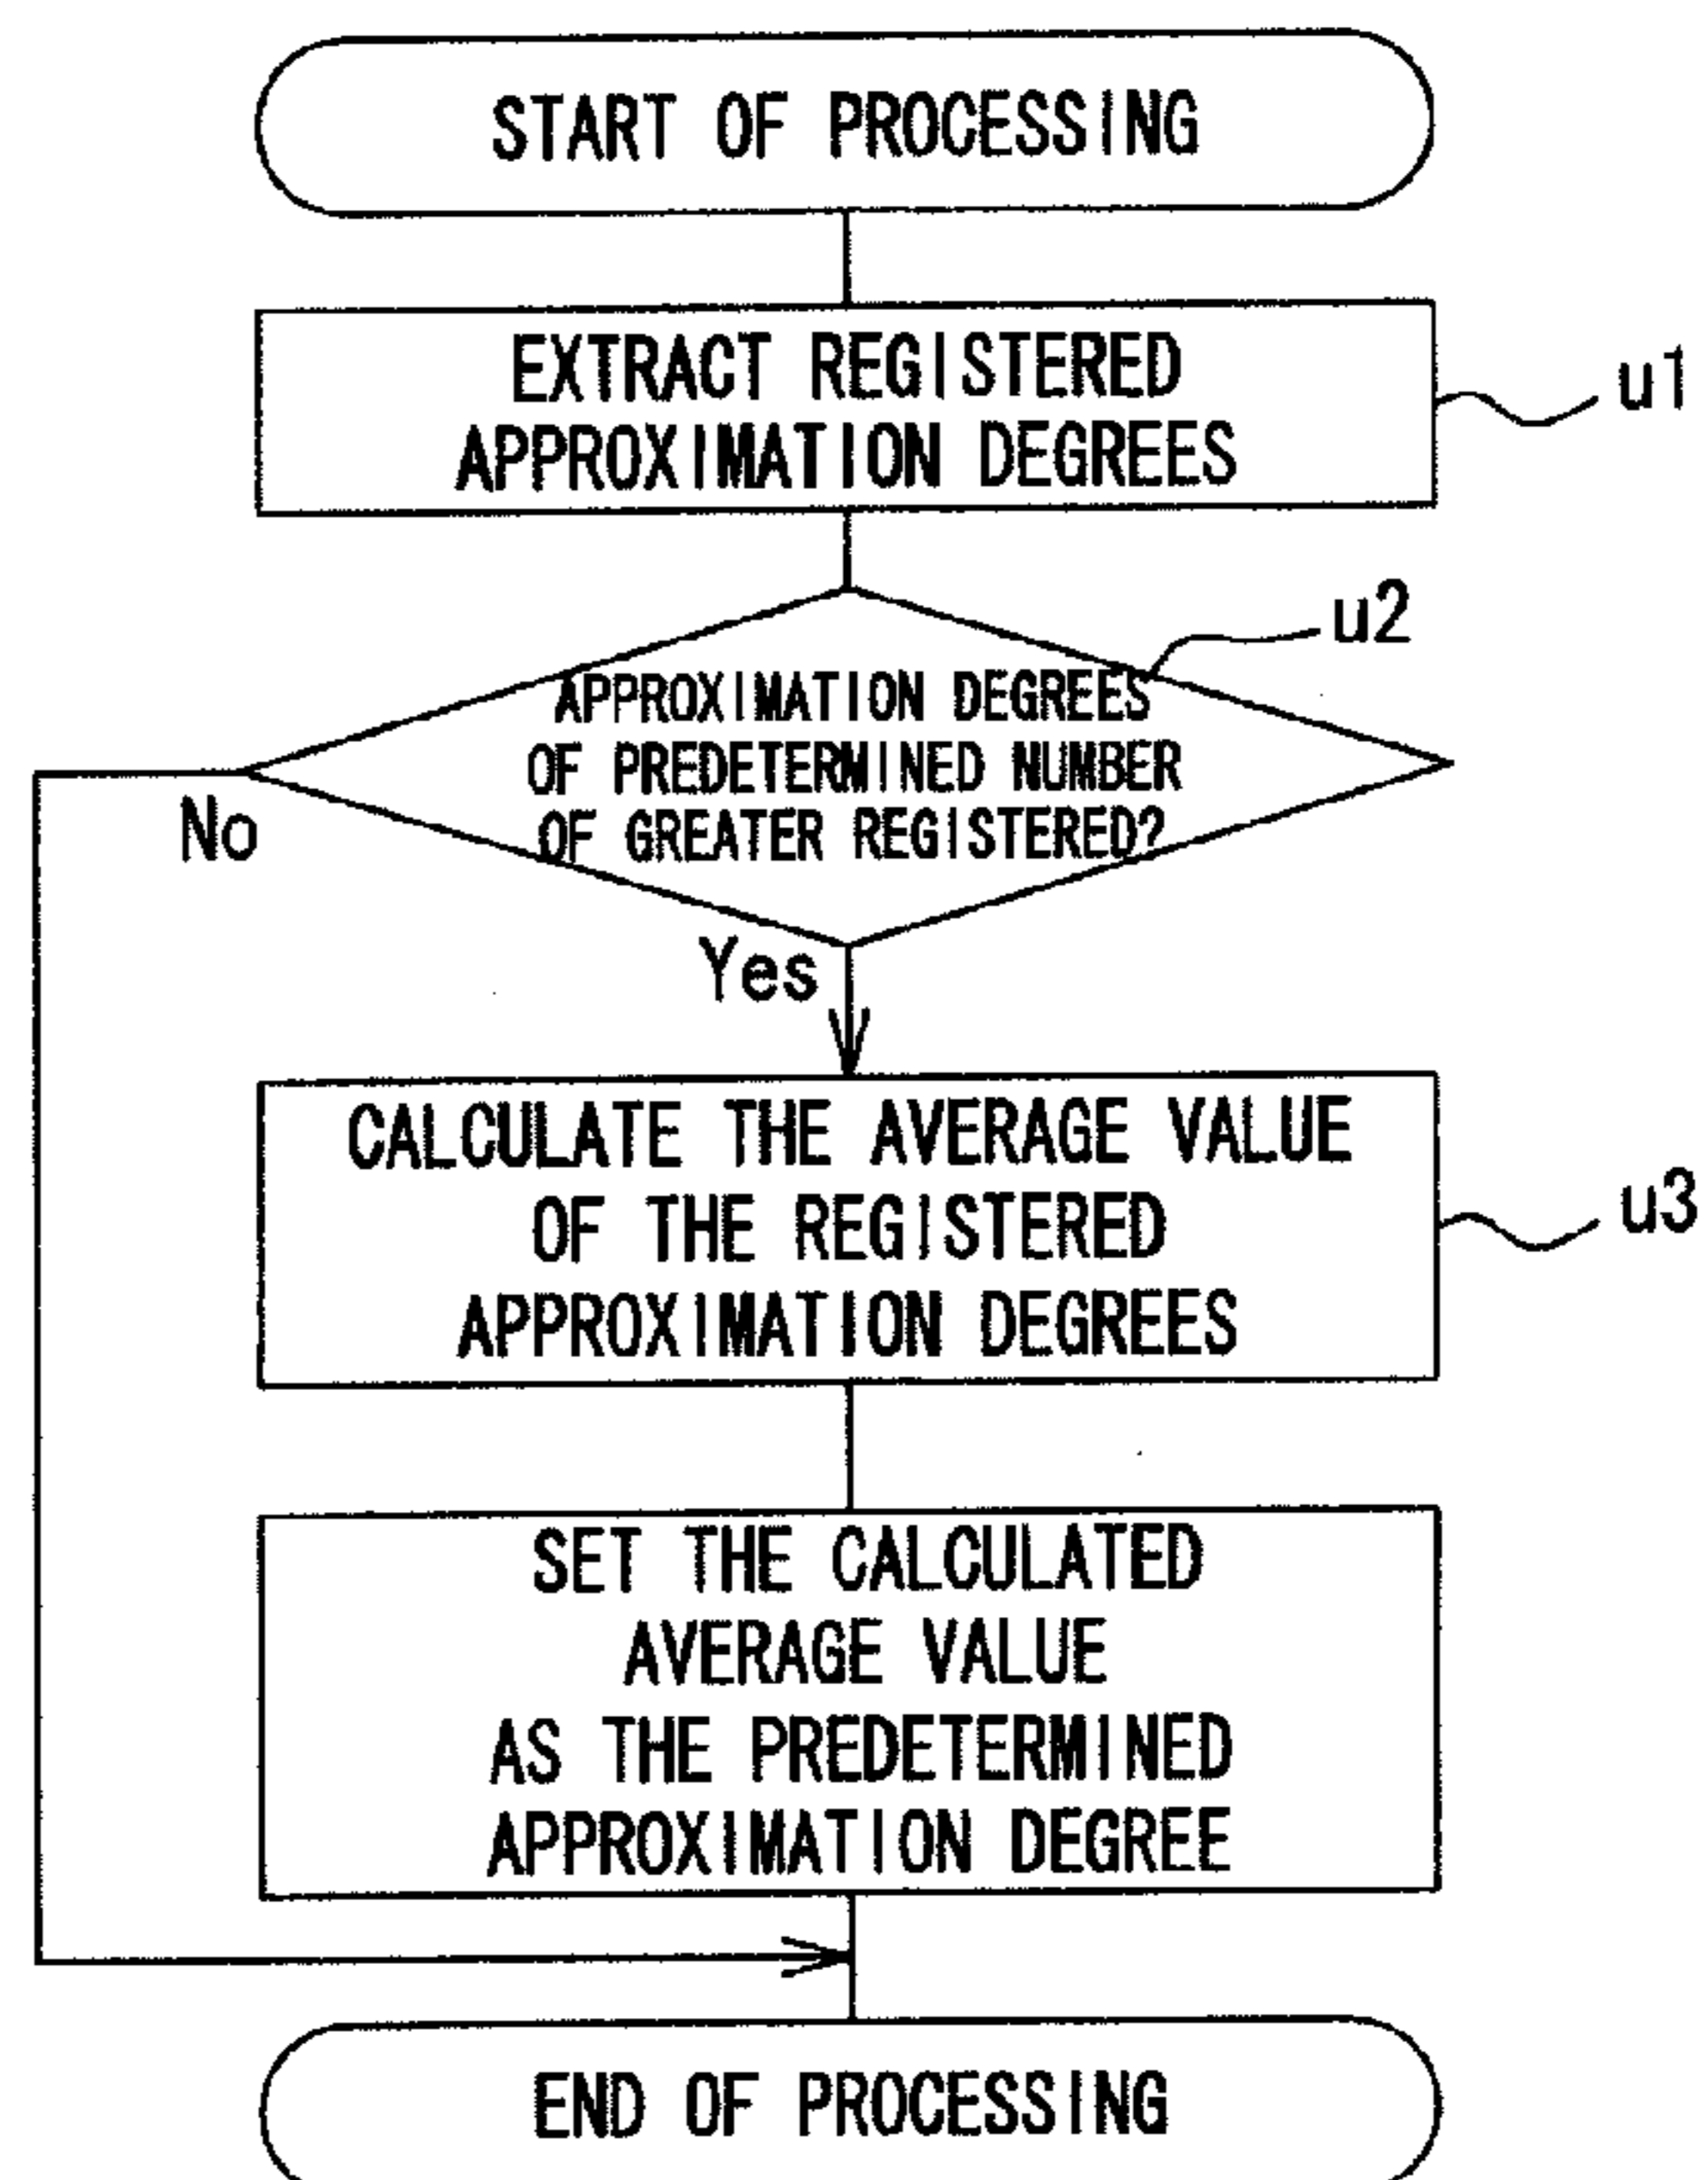 START OF PROCESSING
EXTRACT REGISTERED
APPROXIMATION DEGREES
u1
u2
APPROXIMATION DEGREES
OF PREDETERMINED NUMBER
OF GREATER REGISTERED?
No
Yes
CALCULATE THE AVERAGE VALUE
OF THE REGISTERED
APPROXIMATION DEGREES
u3
SET THE CALCULATED
AVERAGE VALUE
AS THE PREDETERMINED
APPROXIMATION DEGREE
END OF PROCESSING